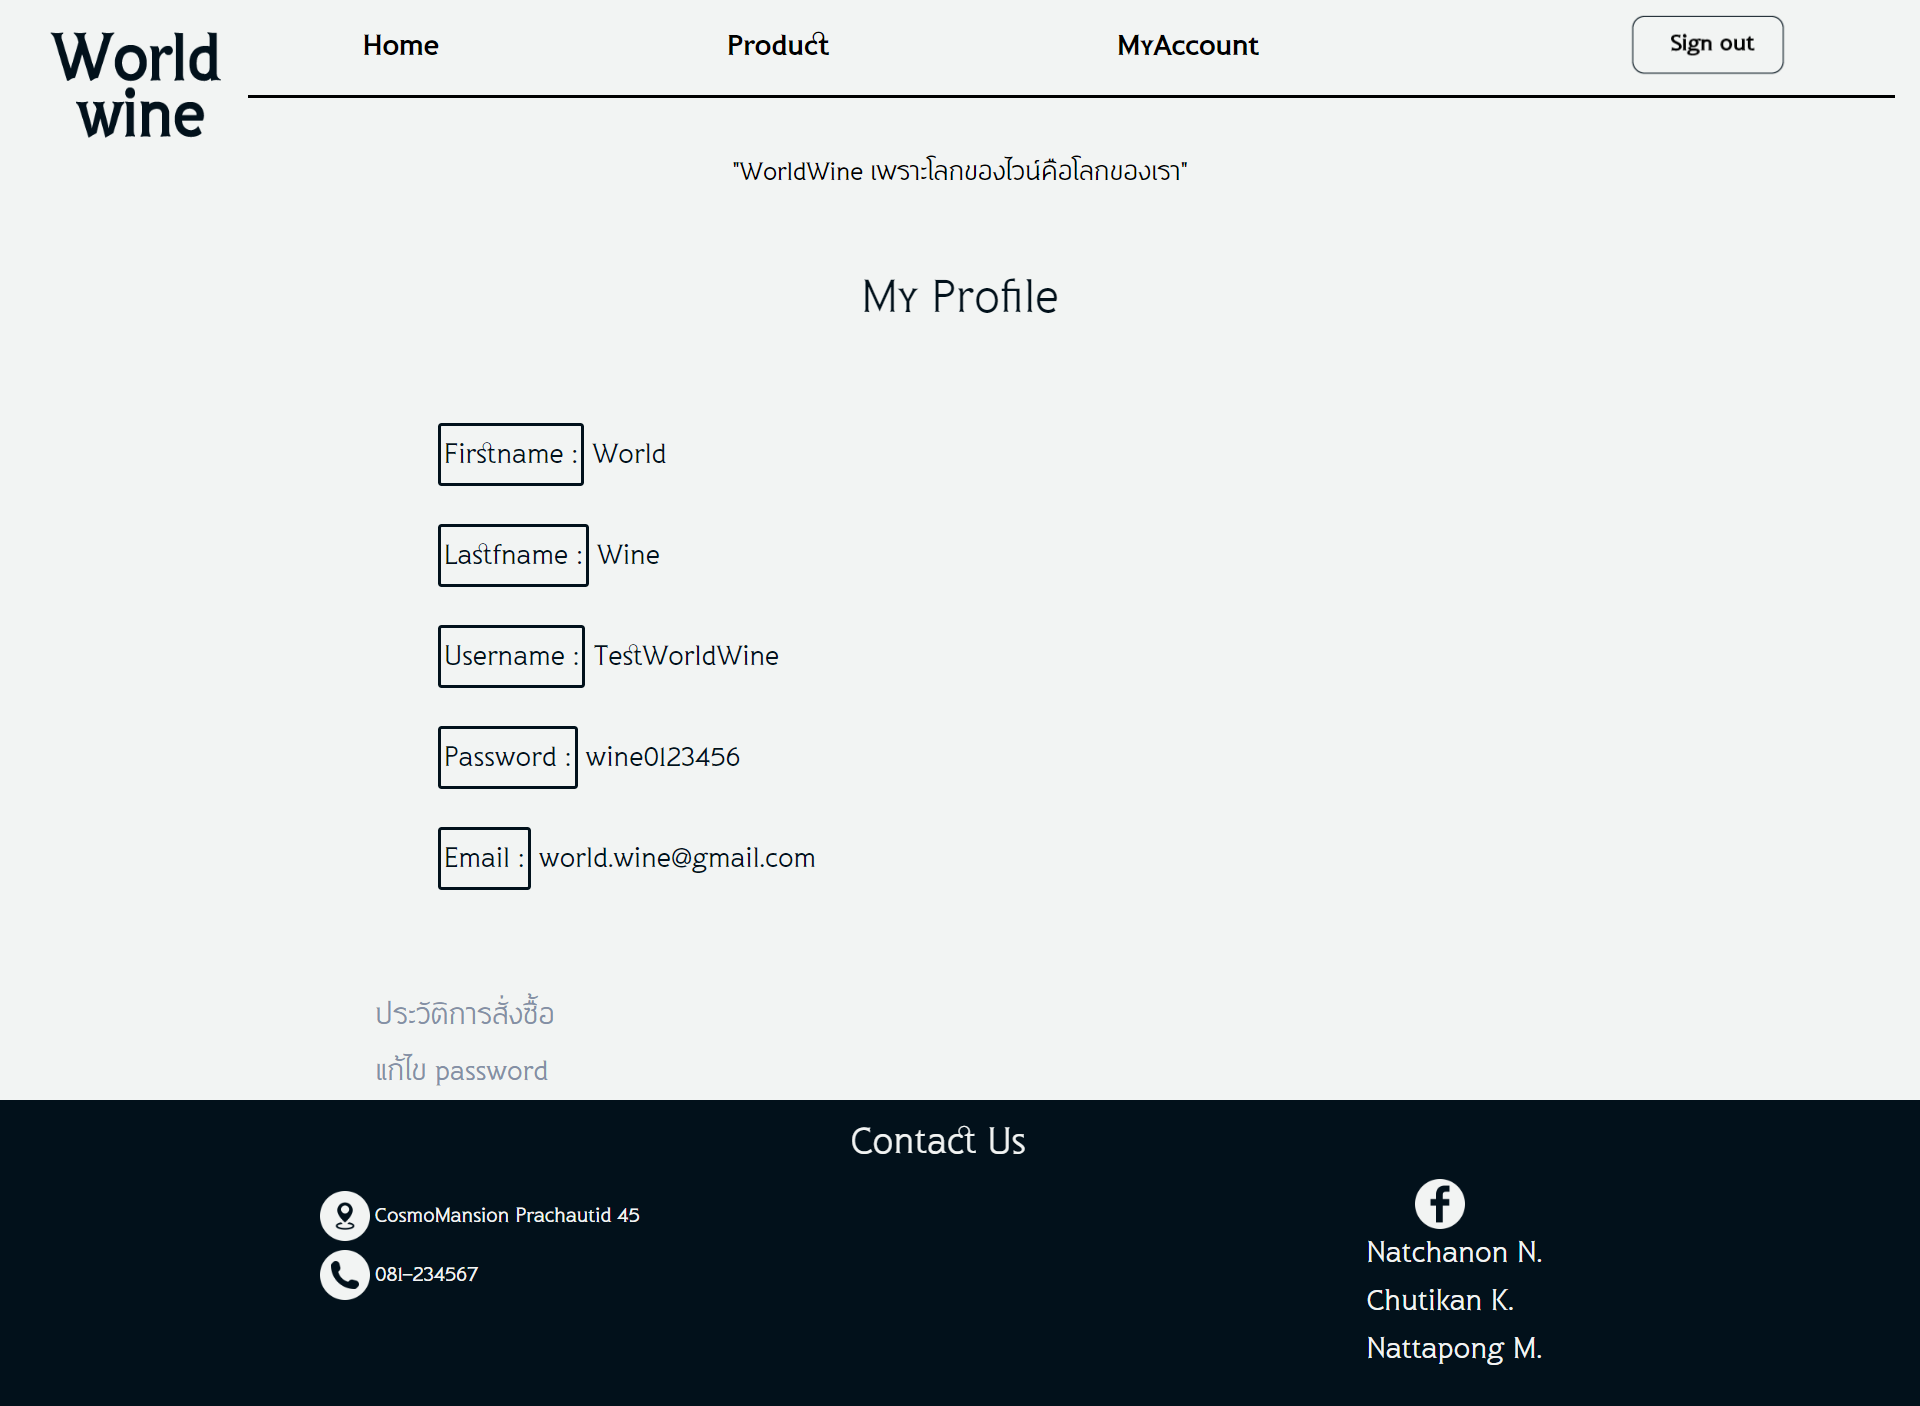 World
wine
Home
Product
MyAccount
Sign out
"WorldWine เพราะโลกของไวน์คือโลกของเรา"
My Profile
Firstname : World
Lastfname : Wine
Username : TestWorldWine
Password : wine0123456
Email : world.wine@gmail.com
ประวัติการสั่งซื้อ
แก้ไข password
Contact Us
CosmoMansion Prachautid 45
081-234567
Natchanon N.
Chutikan K.
Nattapong M.